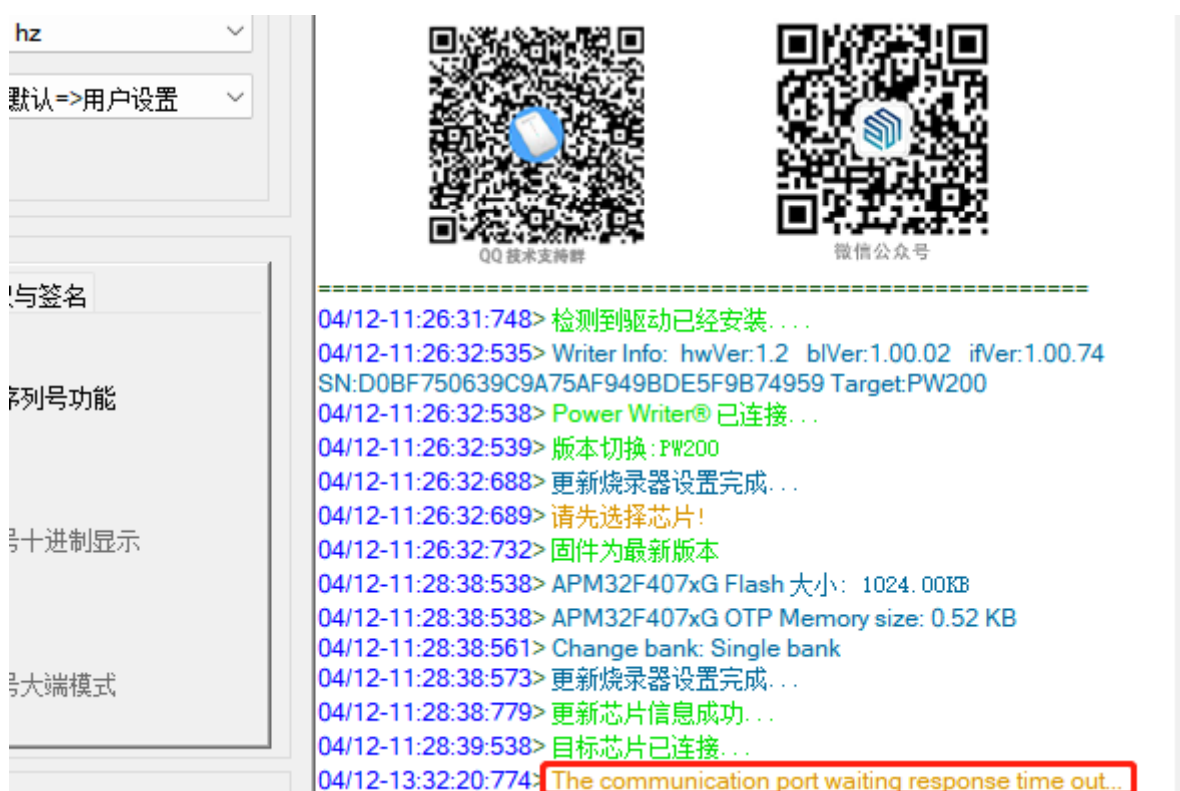 hz
默认=>用户设置
与签名
序列号功能
号十进制显示
号大端模式
QQ 技术支持群
微信公众号
=======================================================
04/12-11:26:31:748> 检测到驱动已经安装....
04/12-11:26:32:535> Writer Info: hwVer:1.2 blVer:1.00.02 ifVer:1.00.74
SN:D0BF750639C9A75AF949BDE5F9B74959 Target:PW200
04/12-11:26:32:538> Power Writer® 已连接...
04/12-11:26:32:539> 版本切换:PW200
04/12-11:26:32:688> 更新烧录器设置完成...
04/12-11:26:32:689> 请先选择芯片!
04/12-11:26:32:732> 固件为最新版本
04/12-11:28:38:538> APM32F407xG Flash 大小: 1024.00KB
04/12-11:28:38:538> APM32F407xG OTP Memory size: 0.52 KB
04/12-11:28:38:561> Change bank: Single bank
04/12-11:28:38:573> 更新烧录器设置完成...
04/12-11:28:38:779> 更新芯片信息成功...
04/12-11:28:39:538> 目标芯片已连接...
04/12-13:32:20:774> The communication port waiting response time out...